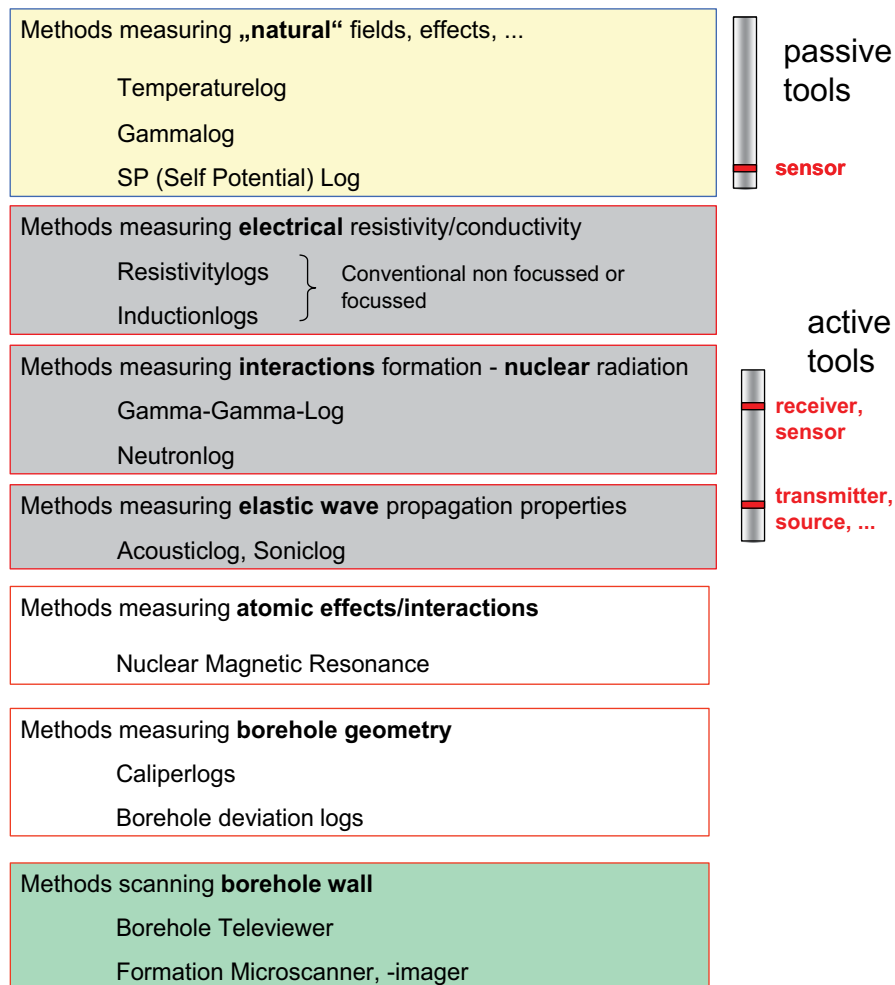 Methods measuring „natural“ fields, effects, ...
Temperaturelog
Gammalog
SP (Self Potential) Log
passive
tools
sensor
Methods measuring electrical resistivity/conductivity
Resistivitylogs
Inductionlogs
Conventional non focussed or
focussed
Methods measuring interactions formation - nuclear radiation
Gamma-Gamma-Log
Neutronlog
active
tools
receiver,
sensor
transmitter,
source, ...
Methods measuring elastic wave propagation properties
Acousticlog, Soniclog
Methods measuring atomic effects/interactions
Nuclear Magnetic Resonance
Methods measuring borehole geometry
Caliperlogs
Borehole deviation logs
Methods scanning borehole wall
Borehole Televiewer
Formation Microscanner, -imager